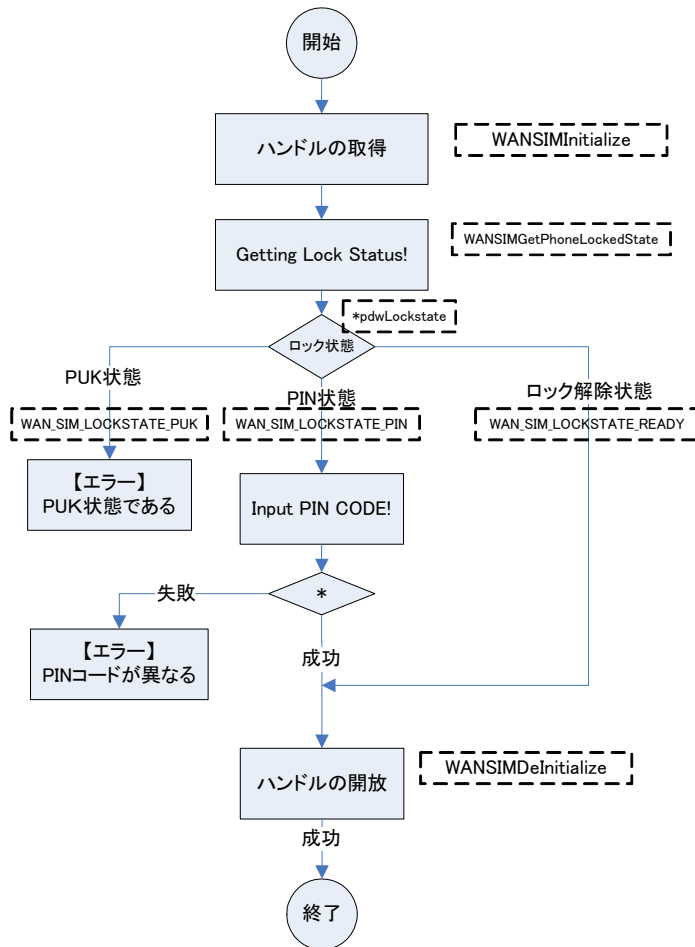 開始
ハンドルの取得
WANSIMInitialize
Getting Lock Status!
WANSIMGetPhoneLockedState
*pdwLockstate
ロック状態
PUK状態
PIN状態
ロック解除状態
WAN_SIM_LOCKSTATE_PUK
WAN_SIM_LOCKSTATE_PIN
WAN_SIM_LOCKSTATE_READY
【エラー】
PUK状態である
Input PIN CODE!
*
失敗
【エラー】
PINコードが異なる
成功
ハンドルの開放
WANSIMDeInitialize
成功
終了